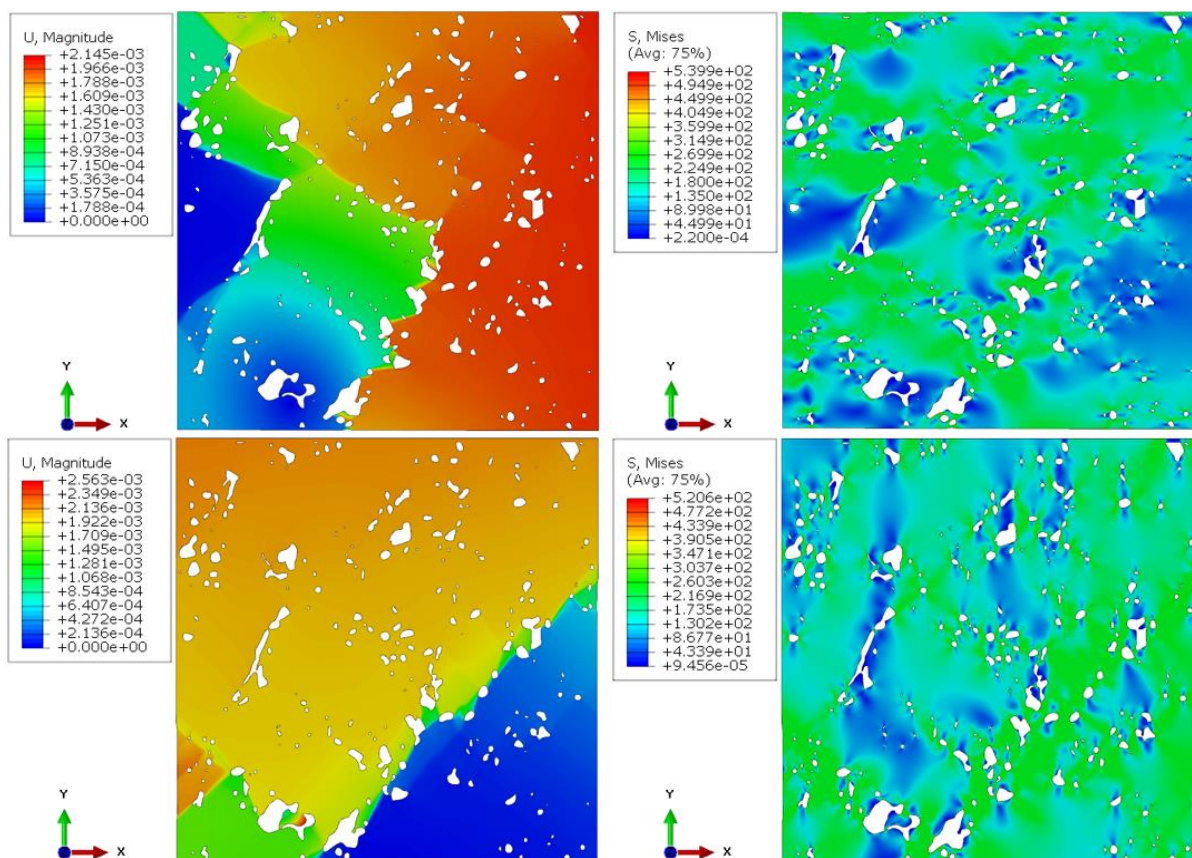 U, Magnitude
+2.145e-03
+1.966e-03
+1.788e-03
+1.609e-03
+1.430e-03
+1.251e-03
+1.073e-03
+8.938e-04
+7.150e-04
+5.363e-04
+3.575e-04
+1.788e-04
+0.000e+00
Y
X
S, Mises
(Avg: 75%)
+5.399e+02
+4.949e+02
+4.499e+02
+4.049e+02
+3.599e+02
+3.149e+02
+2.699e+02
+2.249e+02
+1.800e+02
+1.350e+02
+8.998e+01
+4.499e+01
+2.200e-04
Y
X
U, Magnitude
+2.563e-03
+2.349e-03
+2.136e-03
+1.922e-03
+1.709e-03
+1.495e-03
+1.281e-03
+1.068e-03
+8.543e-04
+6.407e-04
+4.272e-04
+2.136e-04
+0.000e+00
Y
X
S, Mises
(Avg: 75%)
+5.206e+02
+4.772e+02
+4.339e+02
+3.905e+02
+3.471e+02
+3.037e+02
+2.603e+02
+2.169e+02
+1.735e+02
+1.302e+02
+8.677e+01
+4.339e+01
+9.456e-05
Y
X